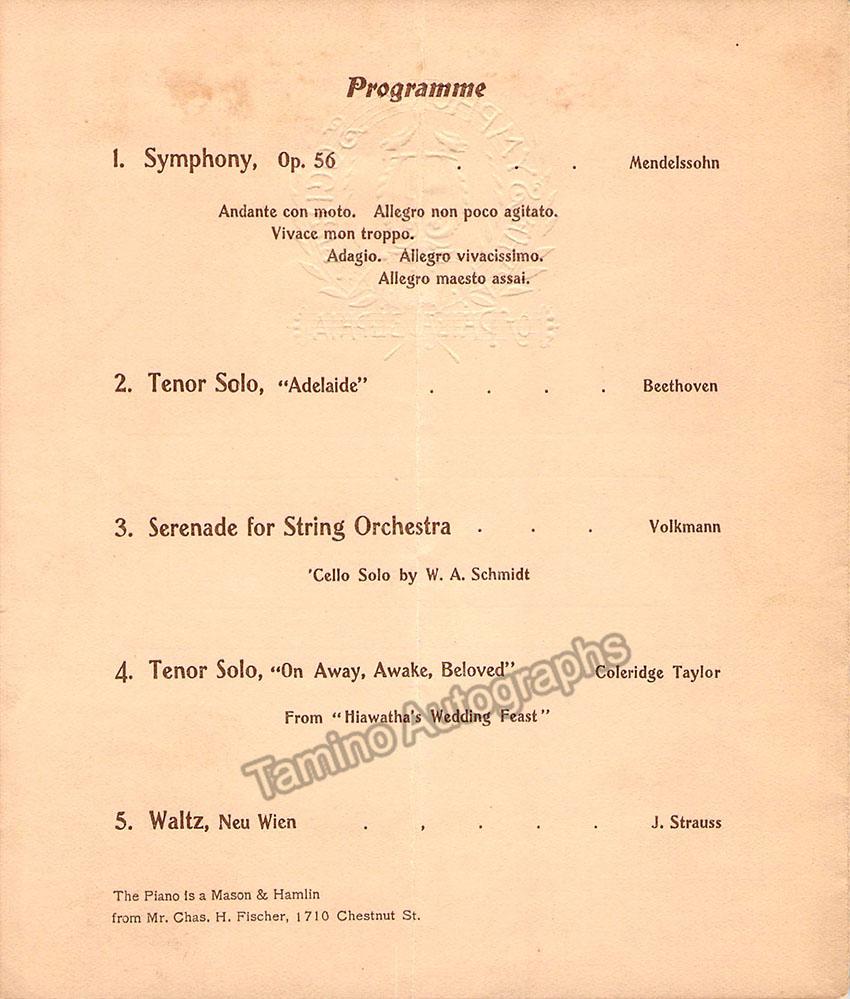 Programme
1. Symphony, Op. 56 . . . Mendelssohn
Andante con moto. Allegro non poco agitato.
Vivace mon troppo.
Adagio. Allegro vivacissimo.
Allegro maesto assai.
2. Tenor Solo, "Adelaide" . . . . Beethoven
3. Serenade for String Orchestra . . . Volkmann
'Cello Solo by W. A. Schmidt
4. Tenor Solo, "On Away, Awake, Beloved" Coleridge Taylor
From "Hiawatha's Wedding Feast"
Tamino Autographs
5. Waltz, Neu Wien . , . . . J. Strauss
The Piano is a Mason & Hamlin
from Mr. Chas. H. Fischer, 1710 Chestnut St.